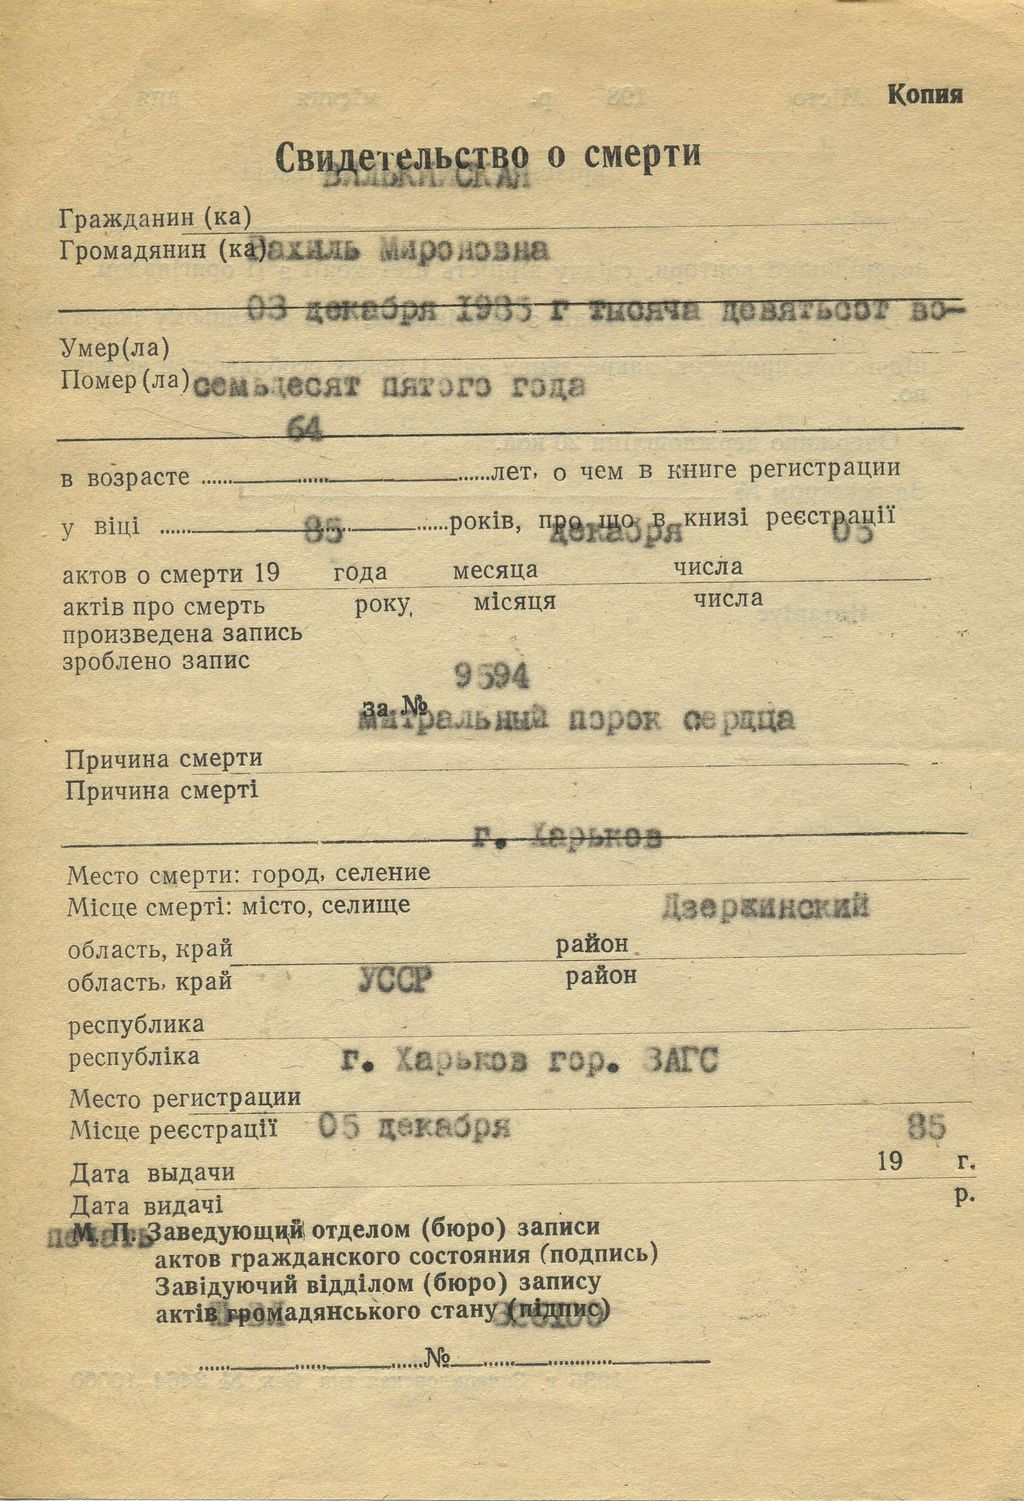 Копия
Свидетельство о смерти
Гражданин (ка)
Громадянин (ка) Рахиль Мироновна
03 декабря 1985 г тысяча девятьсот во-
Умер(ла)
Помер(ла) семьдесят пятого года
64
в возрасте ............ лет, о чем в книге регистрации
у віці ............ років, про що в книзі реєстрації
85 декабря 05
актов о смерти 19 года месяца числа
актів про смерть року, місяця числа
произведена запись
зроблено запис
9594
за №
митральный порок сердца
Причина смерти
Причина смерті
г. Харьков
Место смерти: город, селение
Місце смерті: місто, селище Дзержинский
область, край район
область, край УССР район
республика
республіка г. Харьков гор. ЗАГС
Место регистрации
Місце реєстрації 05 декабря 85
Дата выдачи 19 г.
Дата видачі р.
печать
М. П. Заведующий отделом (бюро) записи
актов гражданского состояния (подпись)
Завідуючий відділом (бюро) запису
актів громадянського стану (підпис)
№